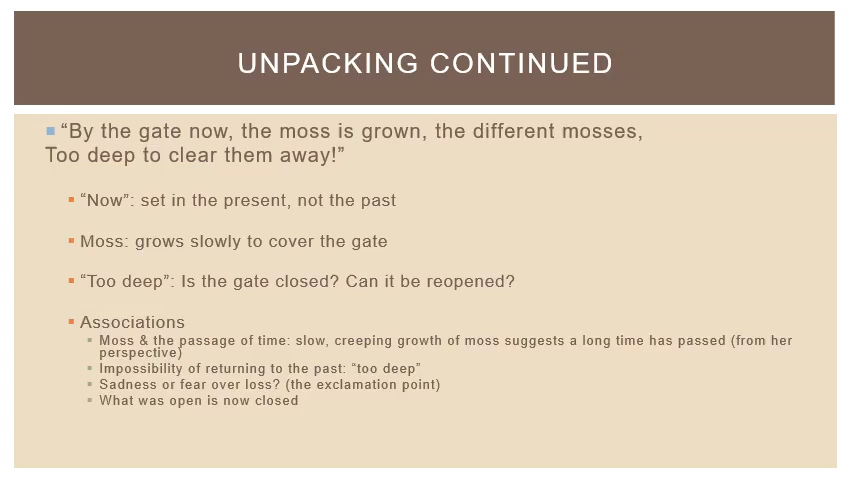 UNPACKING CONTINUED
“By the gate now, the moss is grown, the different mosses,
Too deep to clear them away!”
“Now”: set in the present, not the past
Moss: grows slowly to cover the gate
“Too deep”: Is the gate closed? Can it be reopened?
Associations
Moss & the passage of time: slow, creeping growth of moss suggests a long time has passed (from her
perspective)
Impossibility of returning to the past: “too deep”
Sadness or fear over loss? (the exclamation point)
What was open is now closed